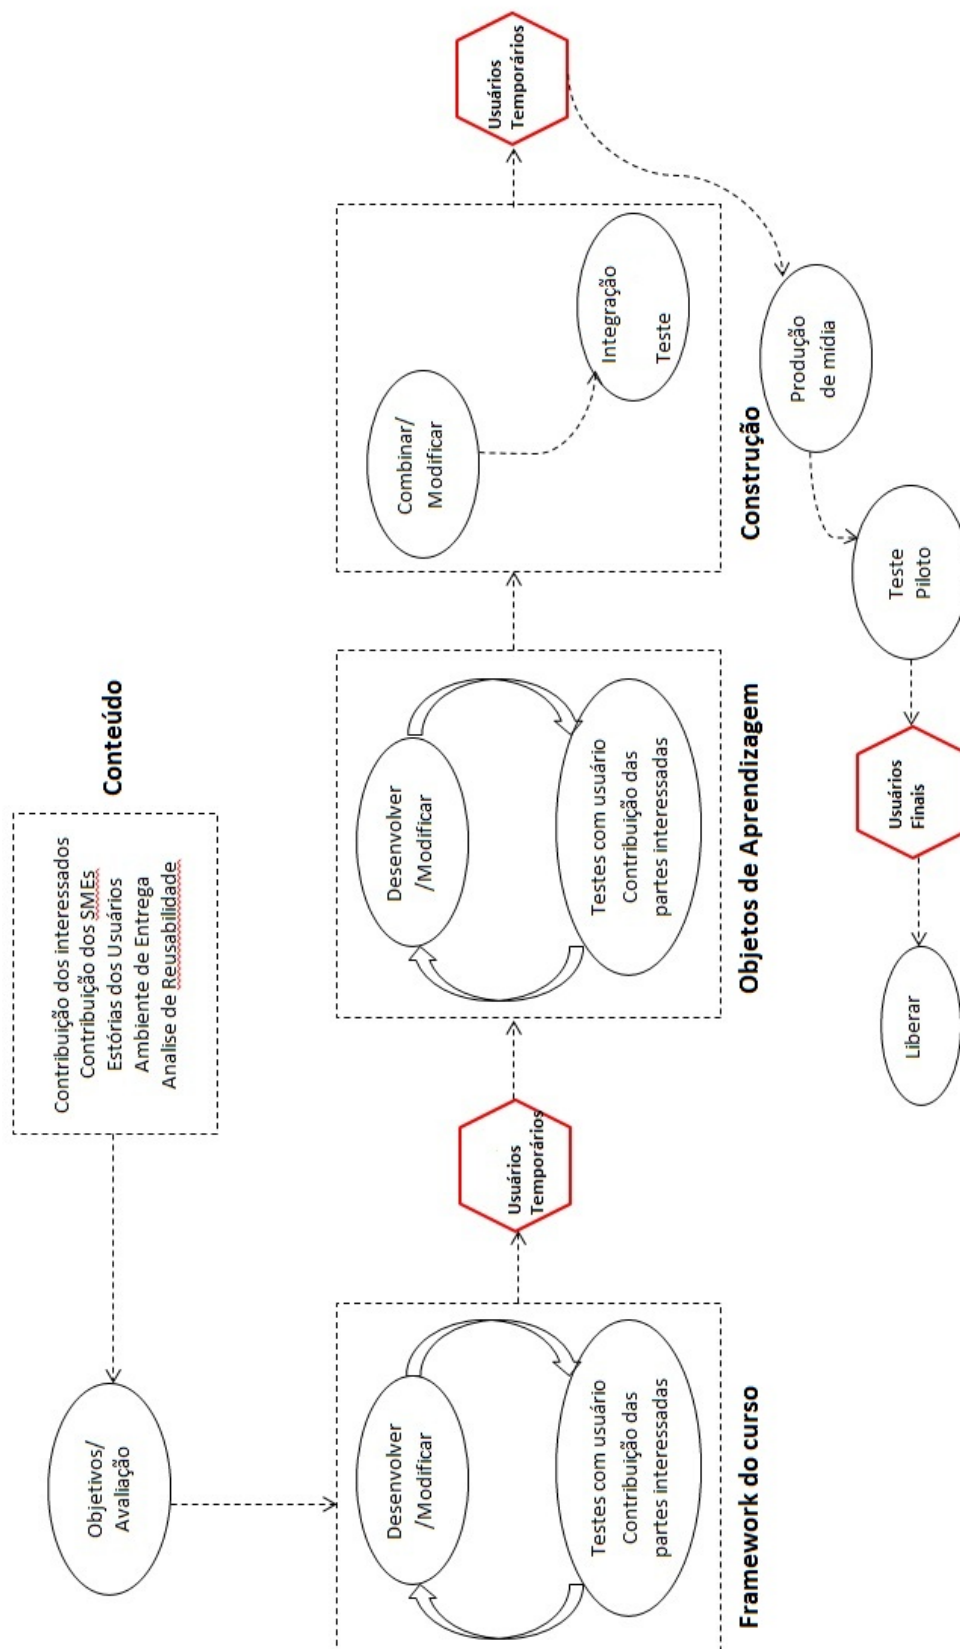 Contribuição dos interessados
Contribuição dos SMEs
Estórias dos Usuários
Ambiente de Entrega
Analise de Reusabilidade
Conteúdo
Objetivos/
Avaliação
Desenvolver
/Modificar
Testes com usuário
Contribuição das
partes interessadas
Framework do curso
Usuários
Temporários
Desenvolver
/Modificar
Testes com usuário
Contribuição das
partes interessadas
Objetos de Aprendizagem
Combinar/
Modificar
Integração
Teste
Construção
Usuários
Temporários
Produção
de mídia
Teste
Piloto
Usuários
Finais
Liberar